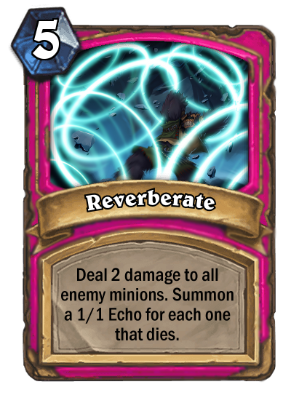 5
Reverberate
Deal 2 damage to all
enemy minions. Summon
a 1/1 Echo for each one
that dies.